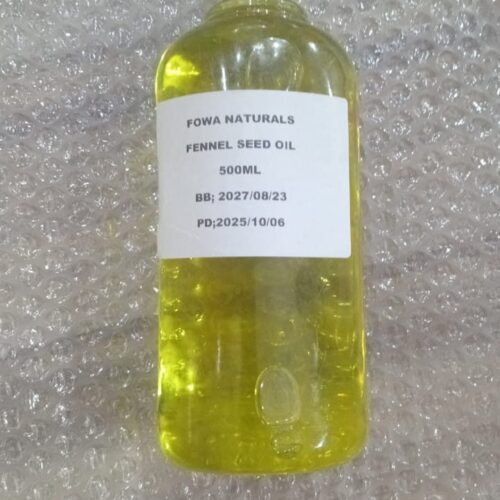 FOWA NATURALS
FENNEL SEED OIL
500ML
BB; 2027/08/23
PD;2025/10/06